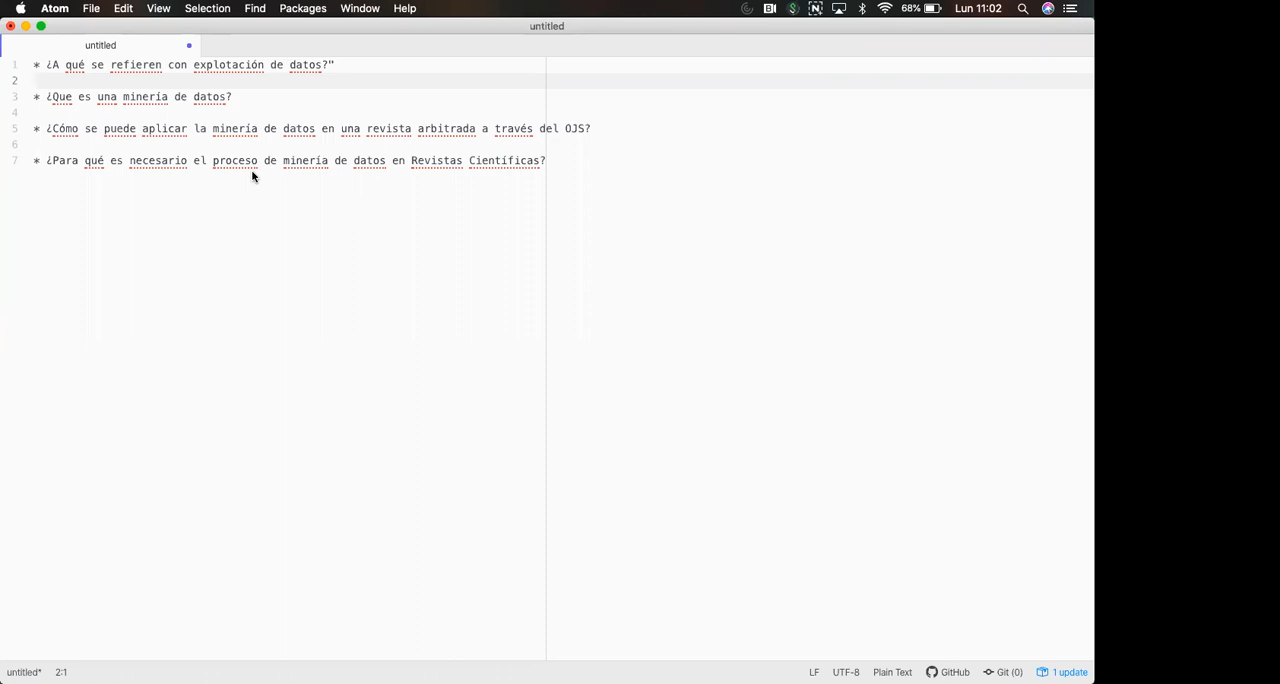 Atom File Edit View Selection Find Packages Window Help 68% Lun 11:02
untitled
untitled
1 * ¿A qué se refieren con explotación de datos?"
2
3 * ¿Que es una minería de datos?
4
5 * ¿Cómo se puede aplicar la minería de datos en una revista arbitrada a través del OJS?
6
7 * ¿Para qué es necesario el proceso de minería de datos en Revistas Científicas?
untitled* 2:1 LF UTF-8 Plain Text GitHub Git (0) 1 update